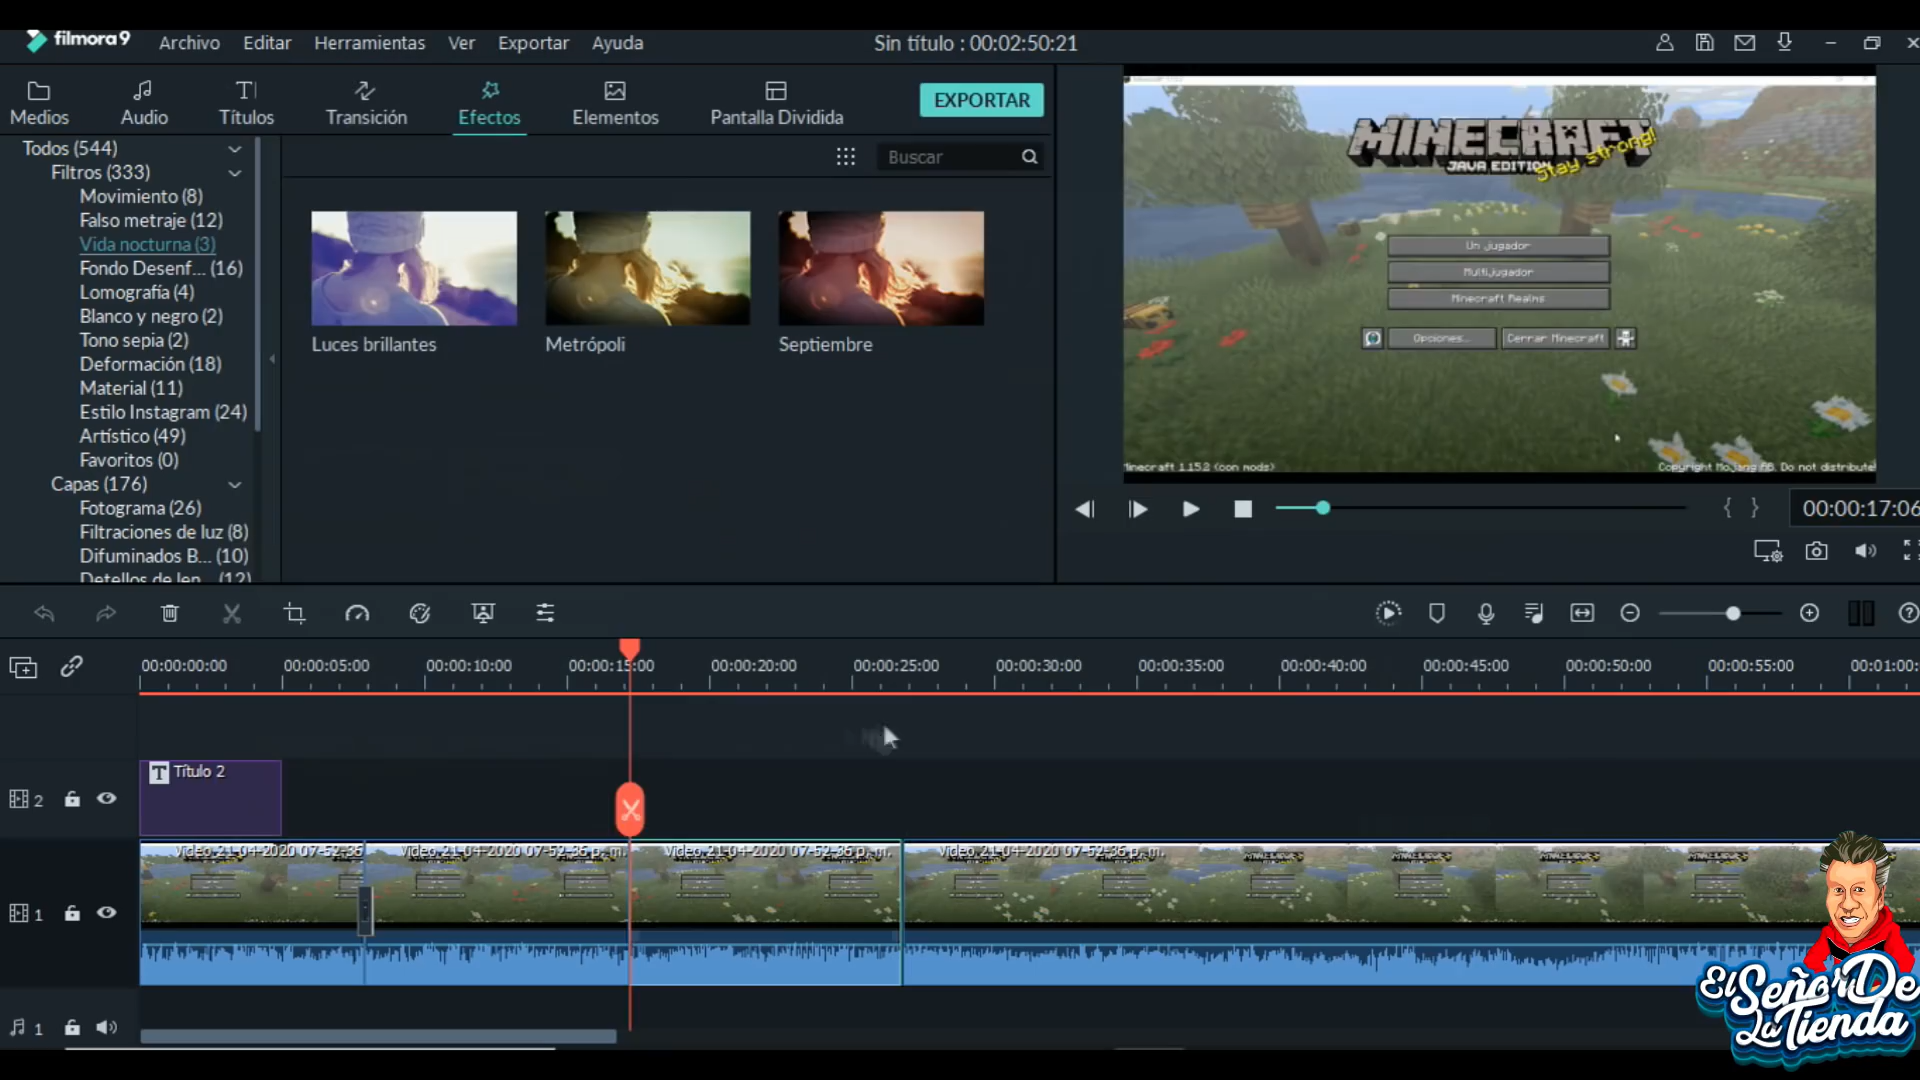 filmora9
Archivo Editar Herramientas Ver Exportar Ayuda
Sin título : 00:02:50:21
Medios
Audio
Títulos
Transición
Efectos
Elementos
Pantalla Dividida
EXPORTAR
Todos (544)
Filtros (333)
Movimiento (8)
Falso metraje (12)
Vida nocturna (3)
Fondo Desenf... (16)
Lomografía (4)
Blanco y negro (2)
Tono sepia (2)
Deformación (18)
Material (11)
Estilo Instagram (24)
Artístico (49)
Favoritos (0)
Capas (176)
Fotograma (26)
Filtraciones de luz (8)
Difuminados B... (10)
Detellos de len... (12)
Buscar
Luces brillantes
Metrópoli
Septiembre
MINECRAFT
JAVA EDITION
Stay strong!
Un jugador
Multijugador
Minecraft Realms
Opciones...
Cerrar Minecraft
Minecraft 1.15.2 (con mods)
Copyright Mojang AB. Do not distribute
00:00:17:06
00:00:00:00 00:00:05:00 00:00:10:00 00:00:15:00 00:00:20:00 00:00:25:00 00:00:30:00 00:00:35:00 00:00:40:00 00:00:45:00 00:00:50:00 00:00:55:00 00:01:00:
T Título 2
2
Video 21-04-2020 07-52-36
Video 21-04-2020 07-52-36 p. m.
Video 21-04-2020 07-52-36 p. m.
Video 21-04-2020 07-52-36 p. m.
1
1
El Señor De
La Tienda